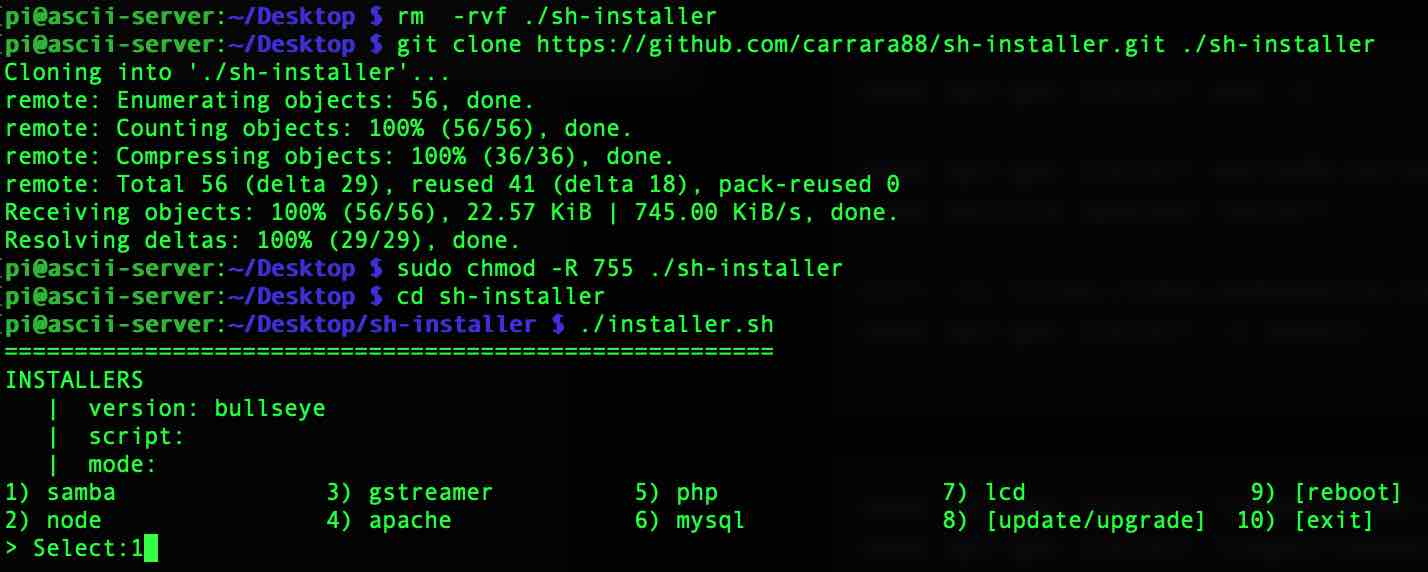 [pi@ascii-server:~/Desktop $ rm  -rvf ./sh-installer
[pi@ascii-server:~/Desktop $ git clone https://github.com/carrara88/sh-installer.git ./sh-installer
Cloning into './sh-installer'...
remote: Enumerating objects: 56, done.
remote: Counting objects: 100% (56/56), done.
remote: Compressing objects: 100% (36/36), done.
remote: Total 56 (delta 29), reused 41 (delta 18), pack-reused 0
Receiving objects: 100% (56/56), 22.57 KiB | 745.00 KiB/s, done.
Resolving deltas: 100% (29/29), done.
[pi@ascii-server:~/Desktop $ sudo chmod -R 755 ./sh-installer
[pi@ascii-server:~/Desktop $ cd sh-installer
[pi@ascii-server:~/Desktop/sh-installer $ ./installer.sh
=======================================================
INSTALLERS
   |  version: bullseye
   |  script:
   |  mode:
1) samba               3) gstreamer          5) php                7) lcd                9) [reboot]
2) node                4) apache             6) mysql              8) [update/upgrade]  10) [exit]
> Select:1